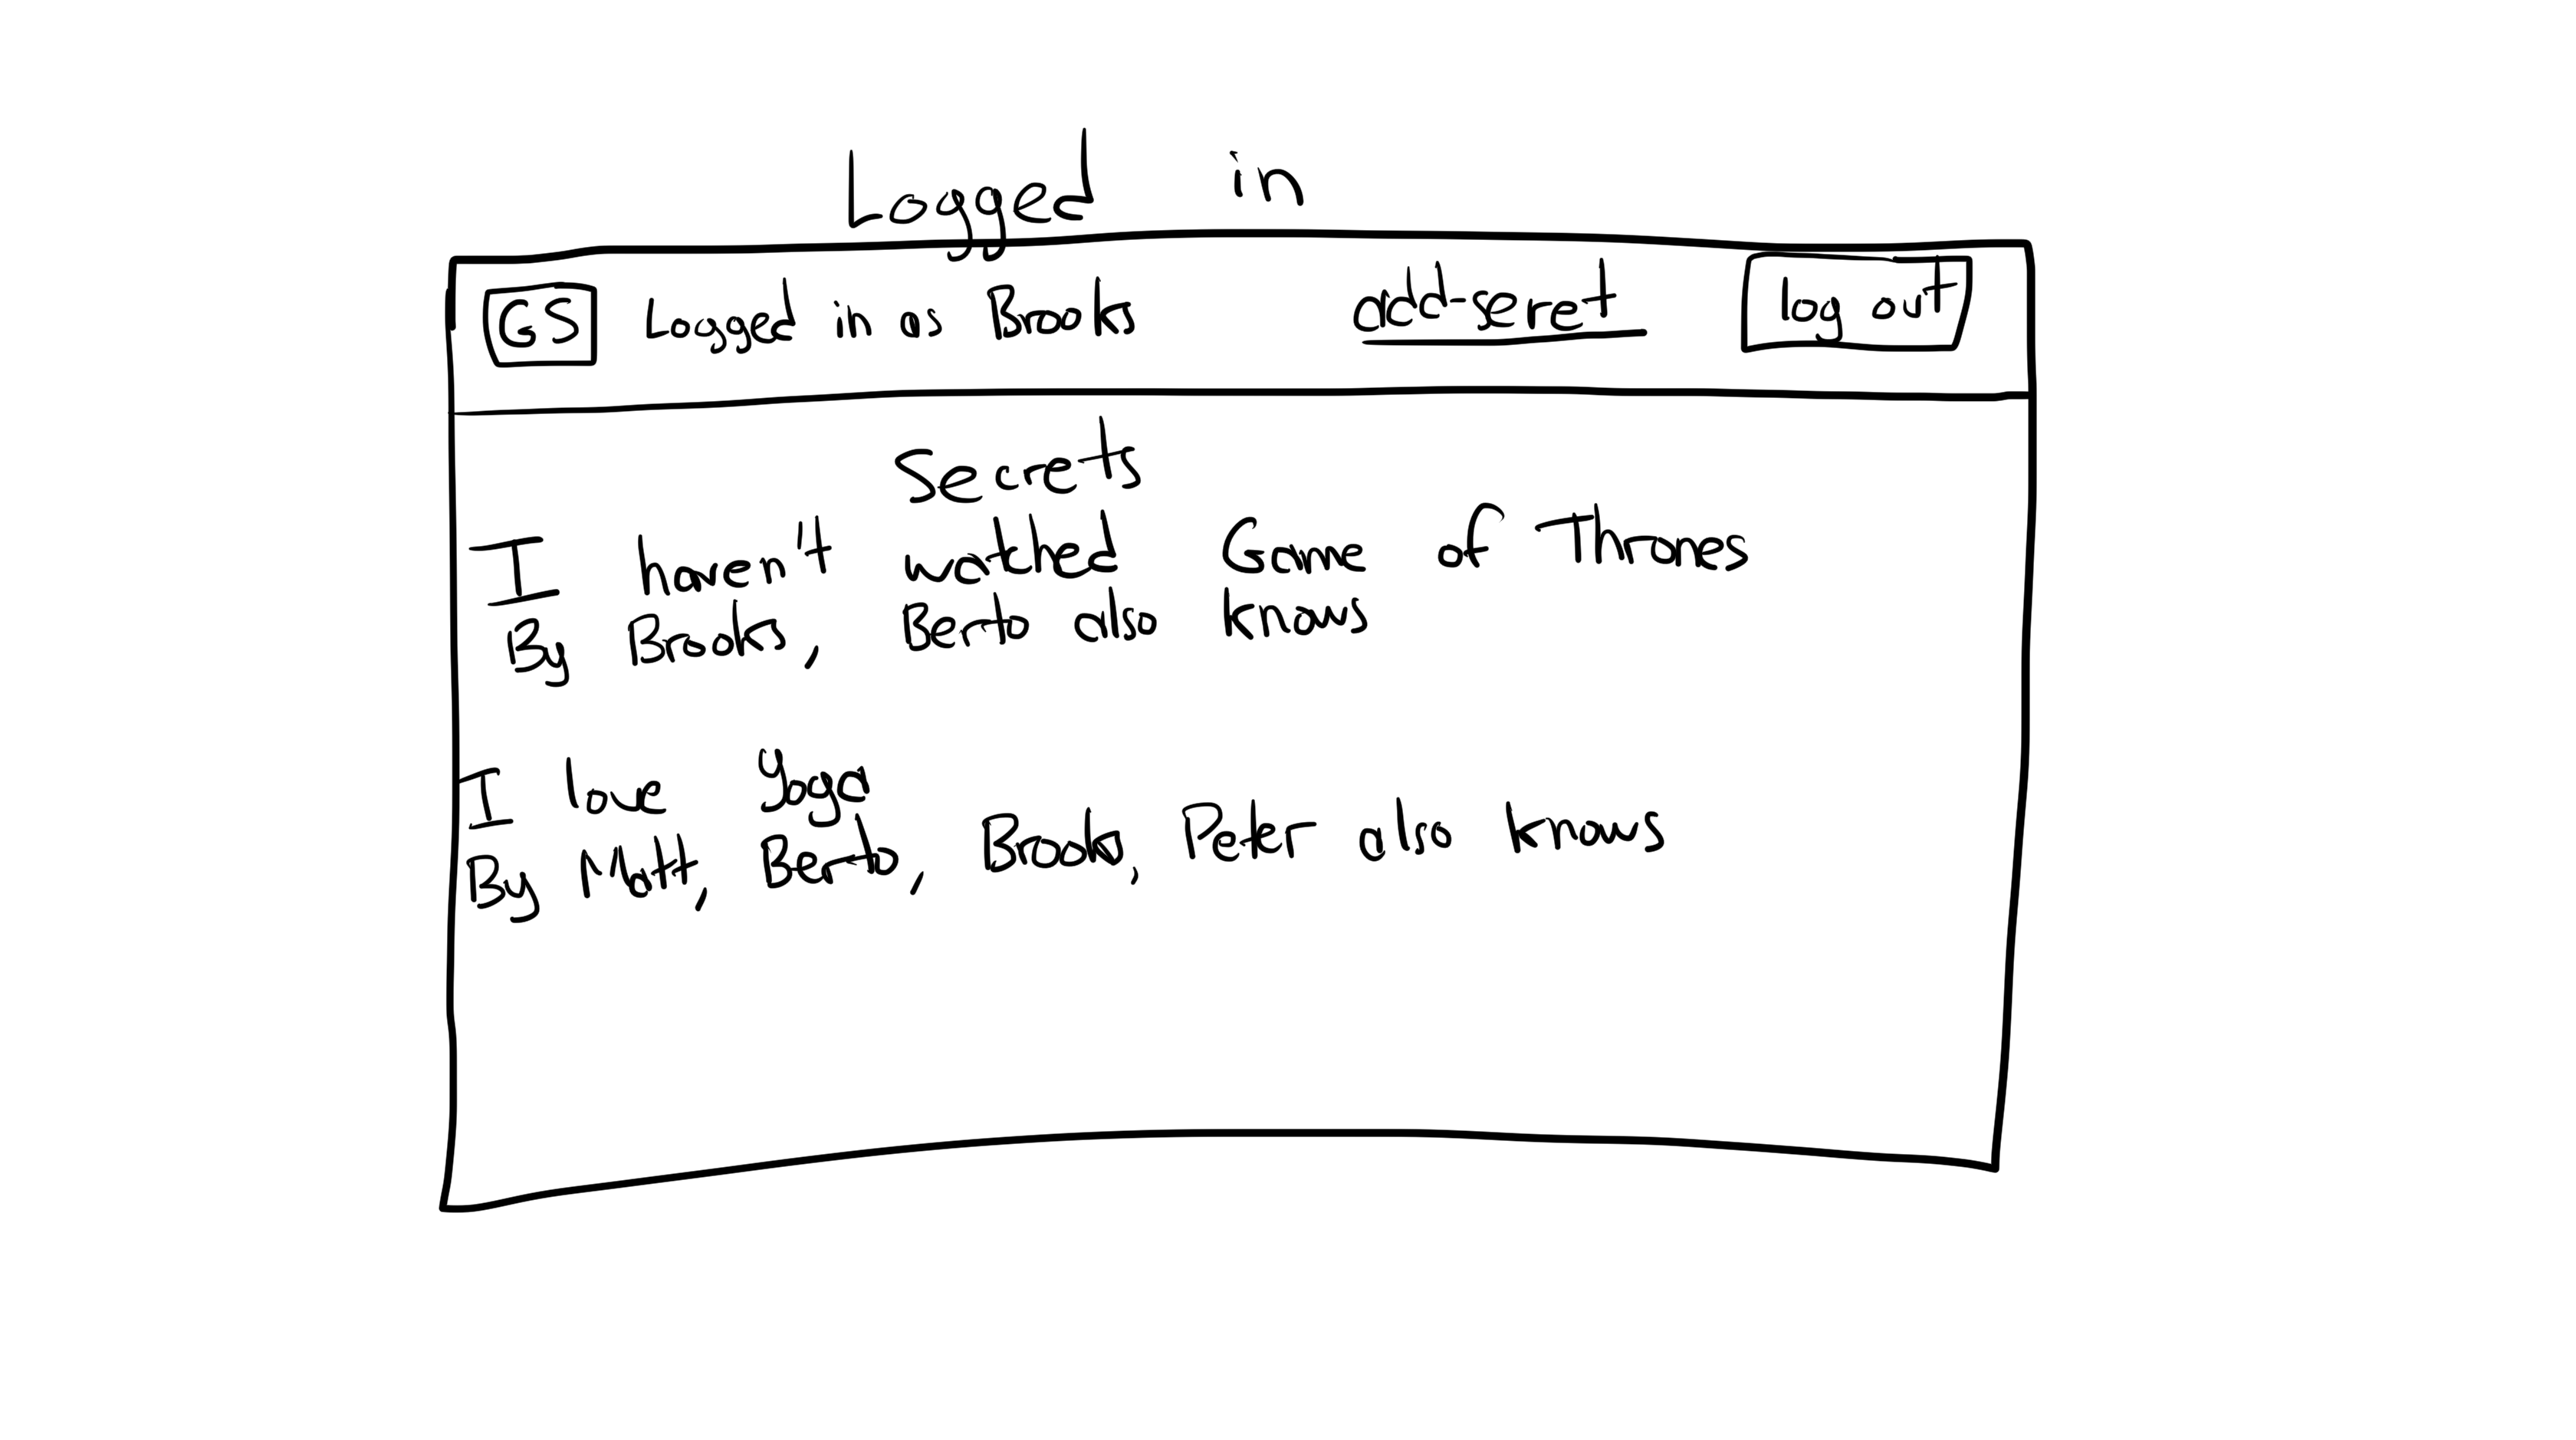 Logged in
GS Logged in as Brooks add-seret log out
Secrets
I haven't watched Game of Thrones
By Brooks, Berto also knows
I love Yoga
By Matt, Berto, Brooks, Peter also knows